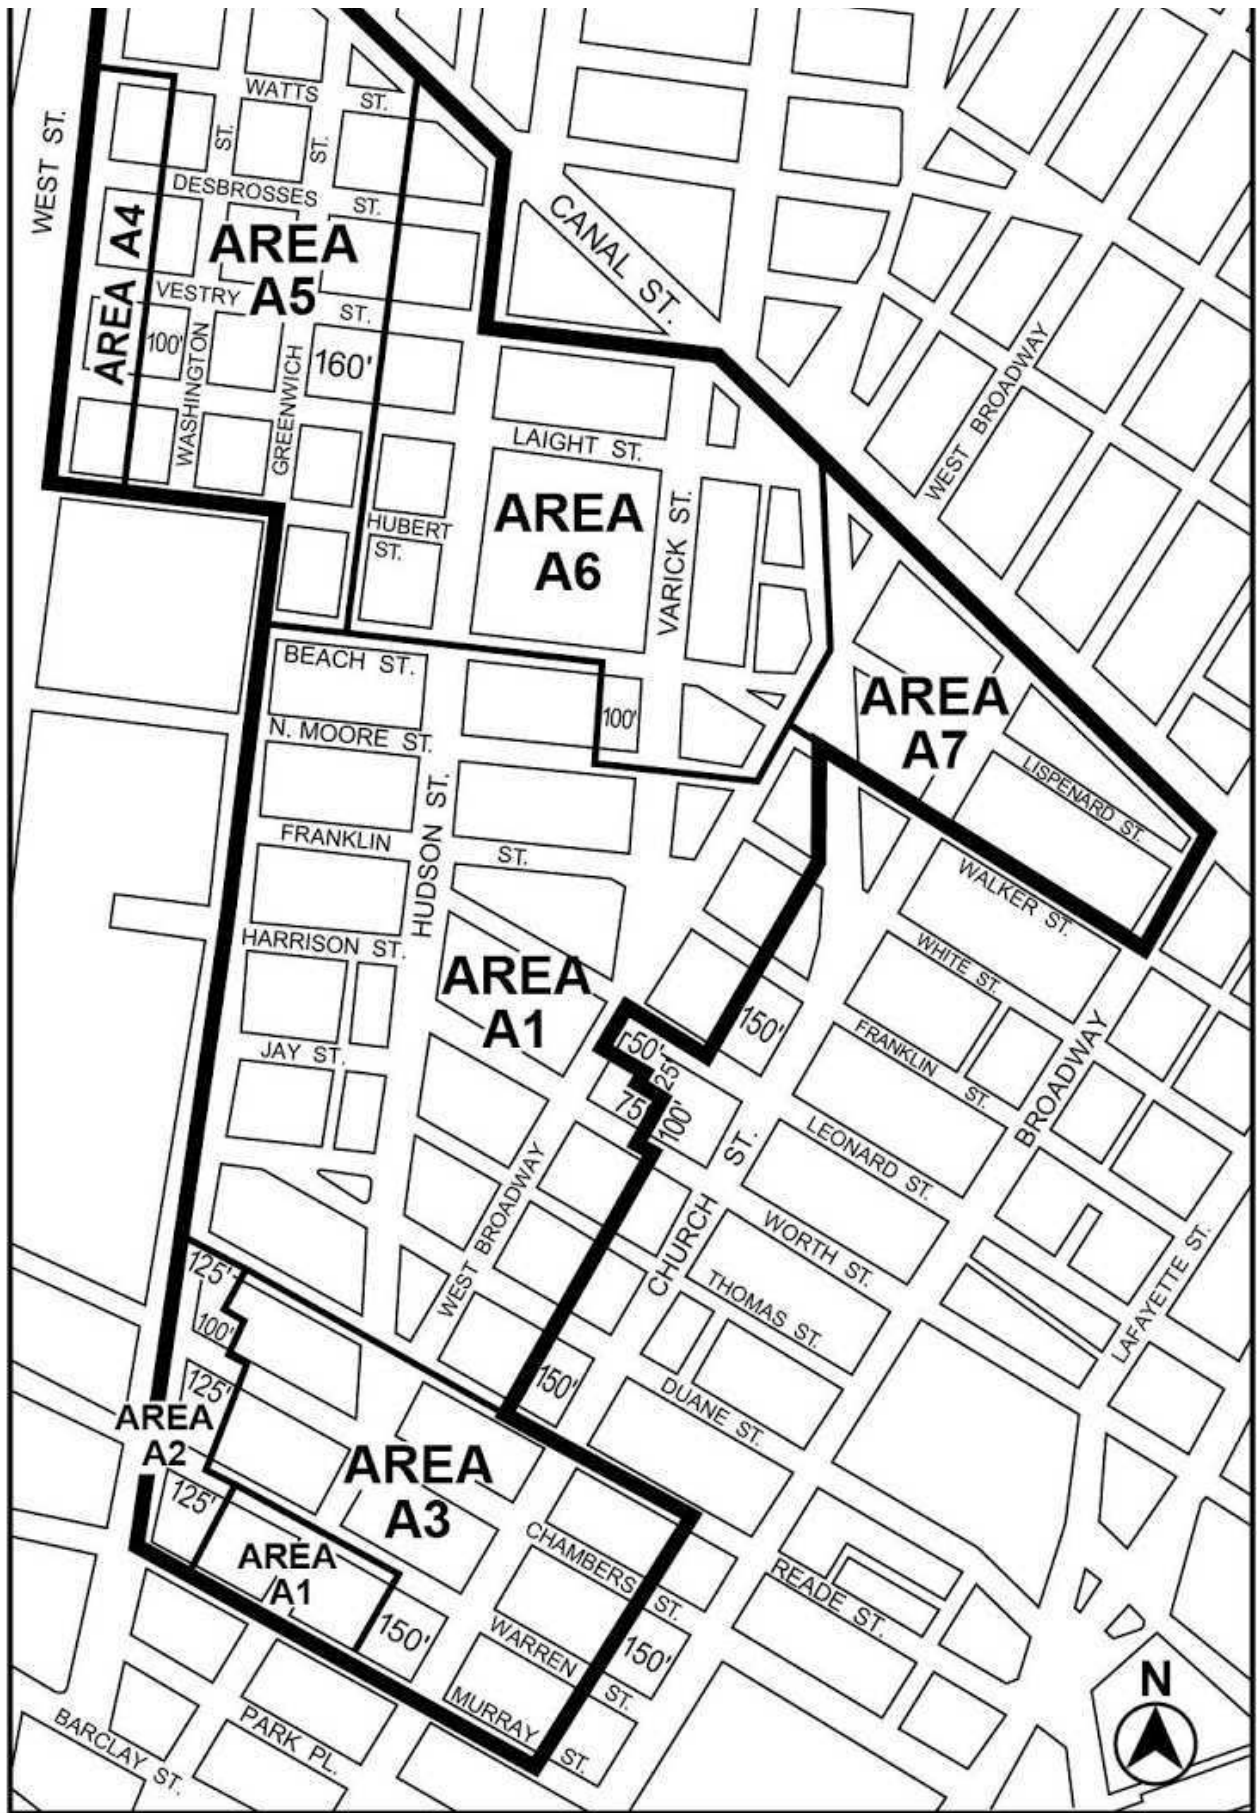 WATTS
ST.
ST.
ST.
WEST ST.
DESBROSSES
ST.
CANAL ST.
AREA A4
AREA
A5
VESTRY
ST.
100'
160'
WASHINGTON
GREENWICH
WEST BROADWAY
LAIGHT ST.
AREA
A6
HUBERT
ST.
VARICK ST.
BEACH ST.
100'
AREA
A7
N. MOORE ST.
LISPENARD ST.
HUDSON ST.
FRANKLIN
ST.
WALKER ST.
HARRISON ST.
WHITE ST.
AREA
A1
150'
50'
25'
75'
100'
JAY ST.
FRANKLIN ST.
BROADWAY
LEONARD ST.
WEST BROADWAY
CHURCH ST.
WORTH ST.
LAFAYETTE ST.
THOMAS ST.
125'
100'
125'
150'
DUANE ST.
AREA
A2
AREA
A3
125'
CHAMBERS ST.
AREA
A1
READE ST.
150'
WARREN ST.
150'
MURRAY ST.
N
PARK PL.
BARCLAY ST.